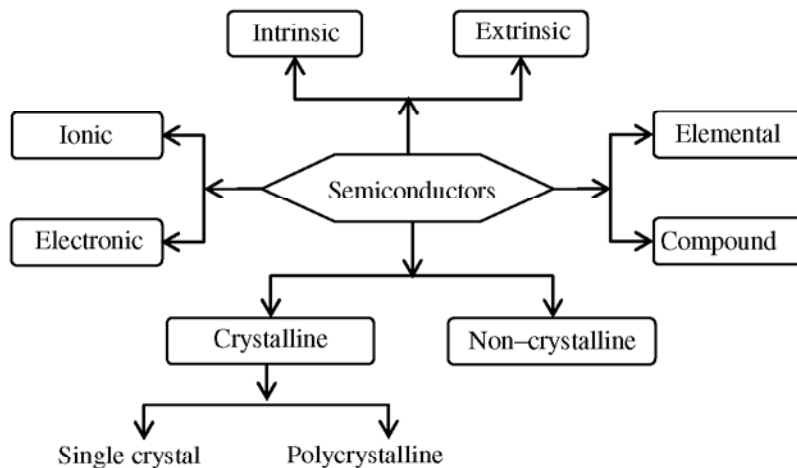 Intrinsic
Extrinsic
Ionic
Elemental
Semiconductors
Electronic
Compound
Crystalline
Non–crystalline
Single crystal
Polycrystalline